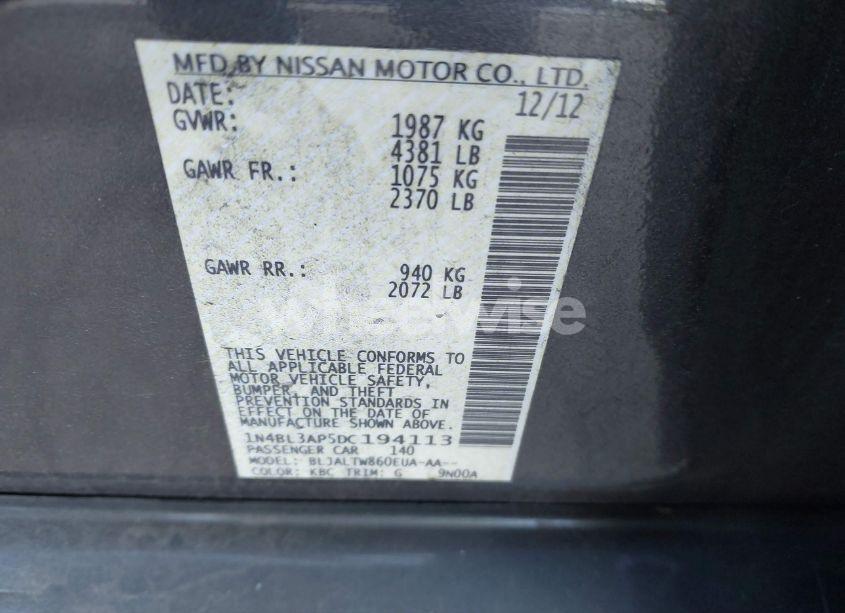 MFD BY NISSAN MOTOR CO., LTD.
DATE: 12/12
GVWR: 1987 KG
4381 LB
GAWR FR.: 1075 KG
2370 LB
GAWR RR.: 940 KG
2072 LB
wheelwise
THIS VEHICLE CONFORMS TO
ALL APPLICABLE FEDERAL
MOTOR VEHICLE SAFETY,
BUMPER, AND THEFT
PREVENTION STANDARDS IN
EFFECT ON THE DATE OF
MANUFACTURE SHOWN ABOVE.
1N4BL3AP5DC194113
PASSENGER CAR 140
MODEL: BLJALTW860EUA-AA--
COLOR: KBC TRIM: G 9N00A